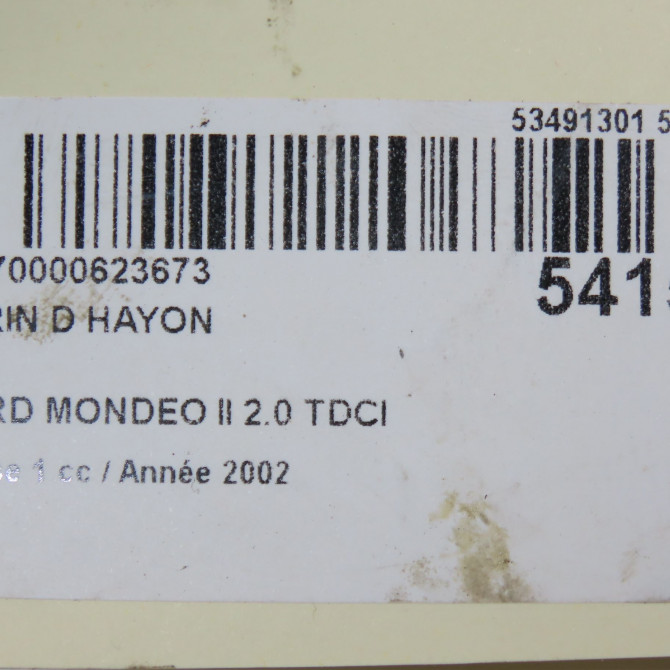 53491301 5
70000623673
541
RIN D HAYON
RD MONDEO II 2.0 TDCI
e 1 cc / Année 2002